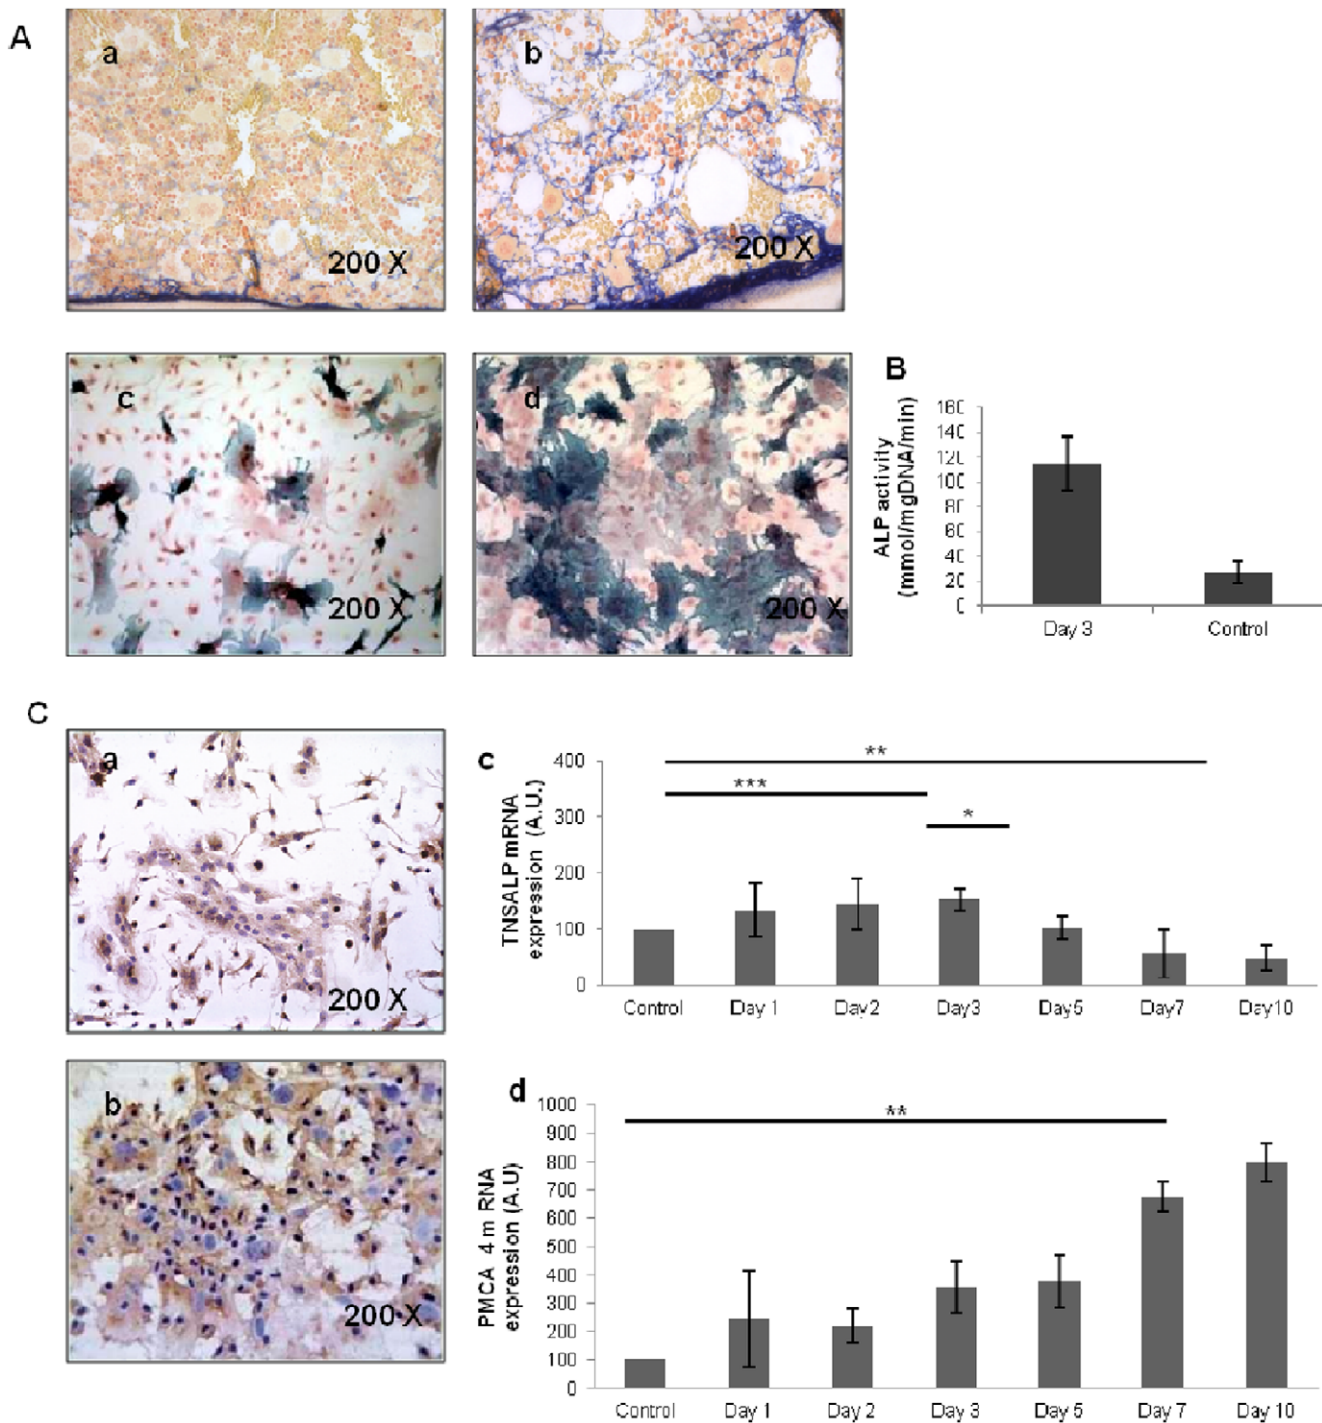 A
a
200 X
b
200 X
c
200 X
d
200 X
B
ALP activity
(mmol/mgDNA/min)
160
140
120
100
80
60
40
20
0
Day 3
Control
C
a
200 X
b
200 X
c
TNSALP mRNA
expression (A.U.)
400
300
200
100
0
**
***
*
Control Day 1 Day2 Day3 Day5 Day7 Day10
d
PMCA 4 m RNA
expression (A.U)
1000
900
800
700
600
500
400
300
200
100
0
**
Control Day 1 Day 2 Day 3 Day 5 Day 7 Day 10